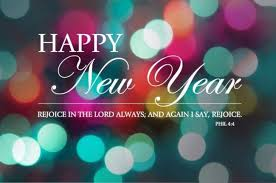 HAPPY
New Year
REJOICE IN THE LORD ALWAYS; AND AGAIN I SAY, REJOICE.
PHIL 4:4